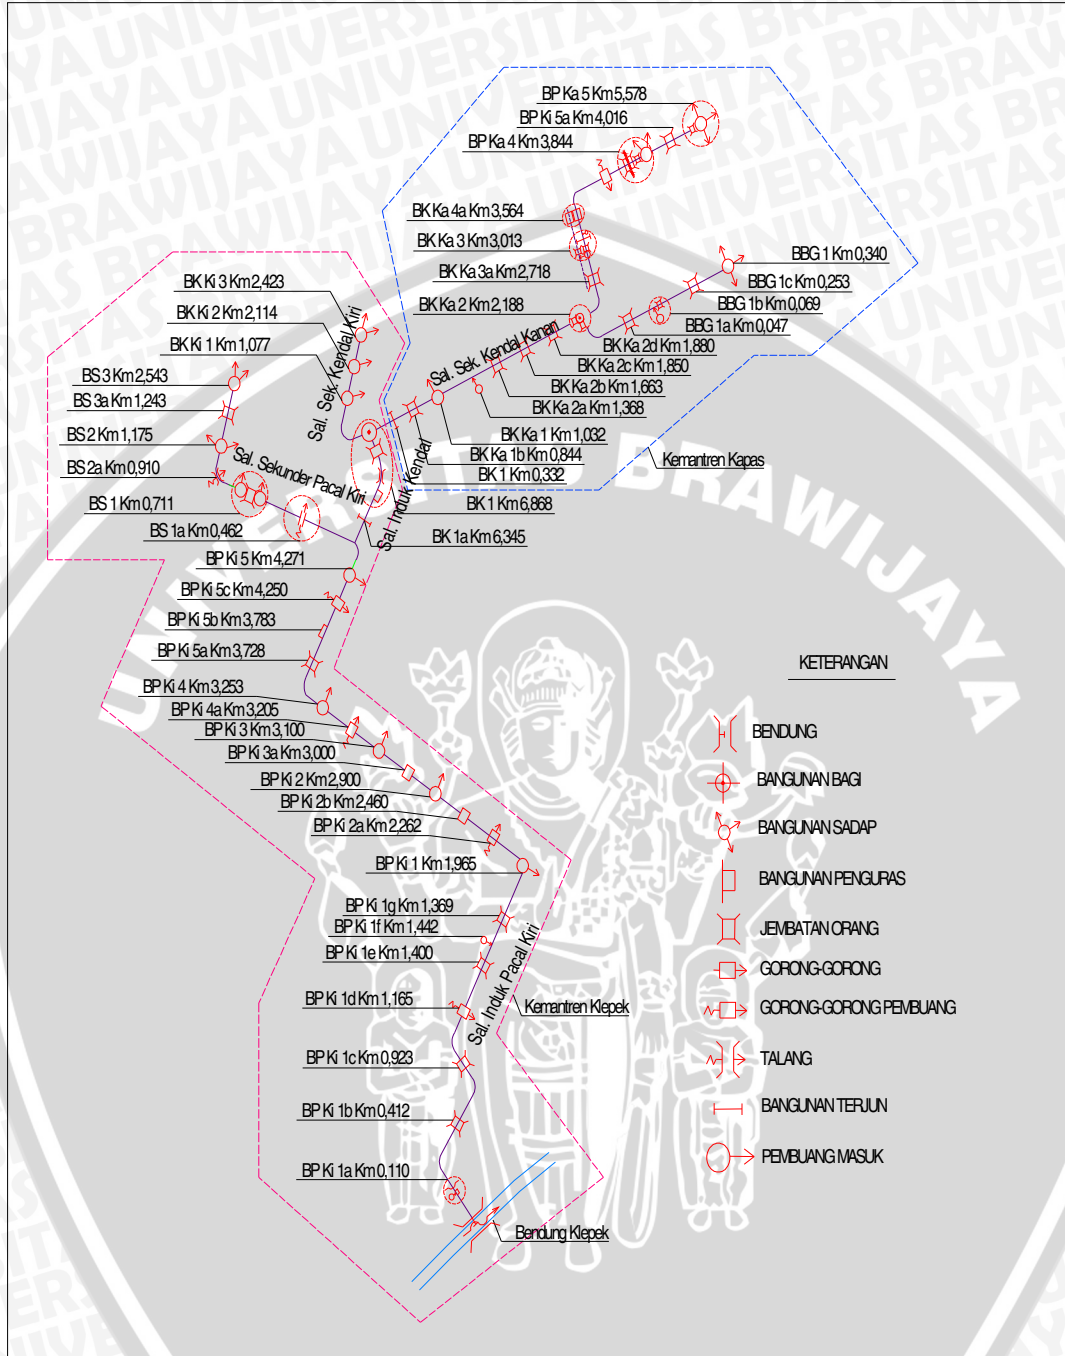 BP Ka 5 Km 5,578
BP Ki 5a Km 4,016
BP Ka 4 Km 3,844
BK Ka 4a Km 3,564
BK Ka 3 Km 3,013
BK Ka 3a Km 2,718
BK Ka 2 Km 2,188
BBG 1 Km 0,340
BBG 1c Km 0,253
BBG 1b Km 0,069
BBG 1a Km 0,047
BK Ka 2d Km 1,880
BK Ka 2c Km 1,850
BK Ka 2b Km 1,663
BK Ka 2a Km 1,368
BK Ka 1 Km 1,032
BK Ka 1b Km 0,844
BK 1 Km 0,332
BK 1 Km 6,868
BK 1a Km 6,345
Kemantren Kapas
Sal. Sek. Kendal Kanan
Sal. Sek. Kendal Kiri
Sal. Induk Kendal
Sal. Sekunder Pacal Kiri
BK Ki 3 Km 2,423
BK Ki 2 Km 2,114
BK Ki 1 Km 1,077
BS 3 Km 2,543
BS 3a Km 1,243
BS 2 Km 1,175
BS 2a Km 0,910
BS 1 Km 0,711
BS 1a Km 0,462
BP Ki 5 Km 4,271
BP Ki 5c Km 4,250
BP Ki 5b Km 3,783
BP Ki 5a Km 3,728
BP Ki 4 Km 3,253
BP Ki 4a Km 3,205
BP Ki 3 Km 3,100
BP Ki 3a Km 3,000
BP Ki 2 Km 2,900
BP Ki 2b Km 2,460
BP Ki 2a Km 2,262
BP Ki 1 Km 1,965
BP Ki 1g Km 1,369
BP Ki 1f Km 1,442
BP Ki 1e Km 1,400
BP Ki 1d Km 1,165
BP Ki 1c Km 0,923
BP Ki 1b Km 0,412
BP Ki 1a Km 0,110
Sal. Induk Pacal Kiri
Kemantren Klepek
Bendung Klepek
KETERANGAN
BENDUNG
BANGUNAN BAGI
BANGUNAN SADAP
BANGUNAN PENGURAS
JEMBATAN ORANG
GORONG-GORONG
GORONG-GORONG PEMBUANG
TALANG
BANGUNAN TERJUN
PEMBUANG MASUK
UNIVERSITAS BRAWIJAYA